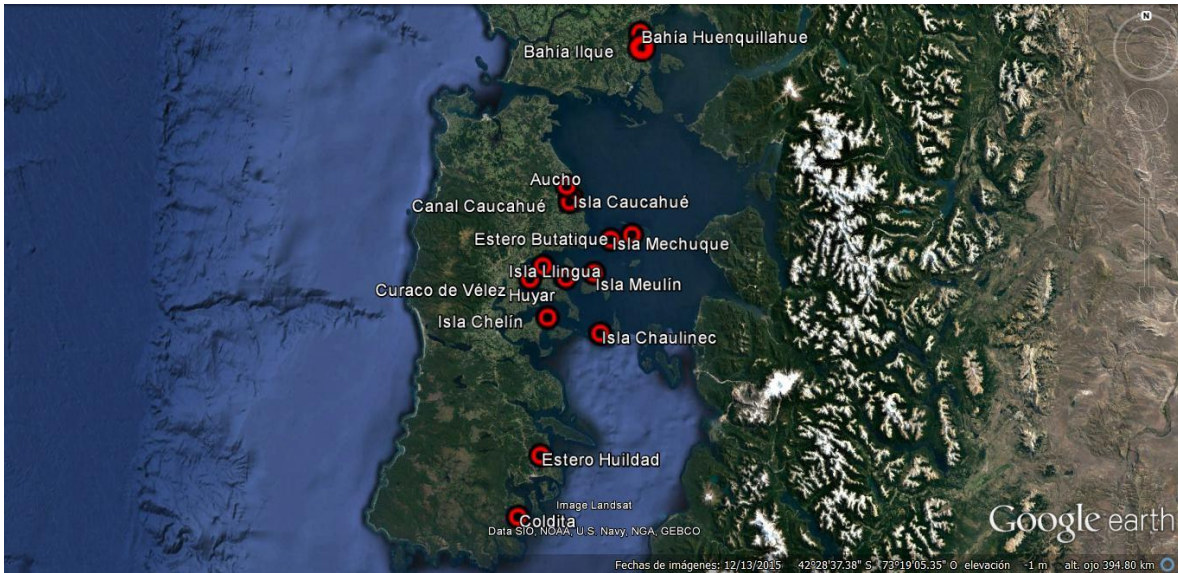 N
Bahía Huenquillahue
Bahía Ilque
Aucho
Canal Caucahué
Isla Caucahué
Estero Butatique
Isla Mechuque
Isla Llingua
Isla Meulín
Curaco de Vélez
Huyar
Isla Chelín
Isla Chaulinec
Estero Huildad
Image Landsat
Coldita
Data SIO, NOAA, U.S. Navy, NGA, GEBCO
Google earth
Fechas de imágenes: 12/13/2015 42°28'37.38" S 73°19'05.35" O elevación -1 m alt. ojo 394.80 km